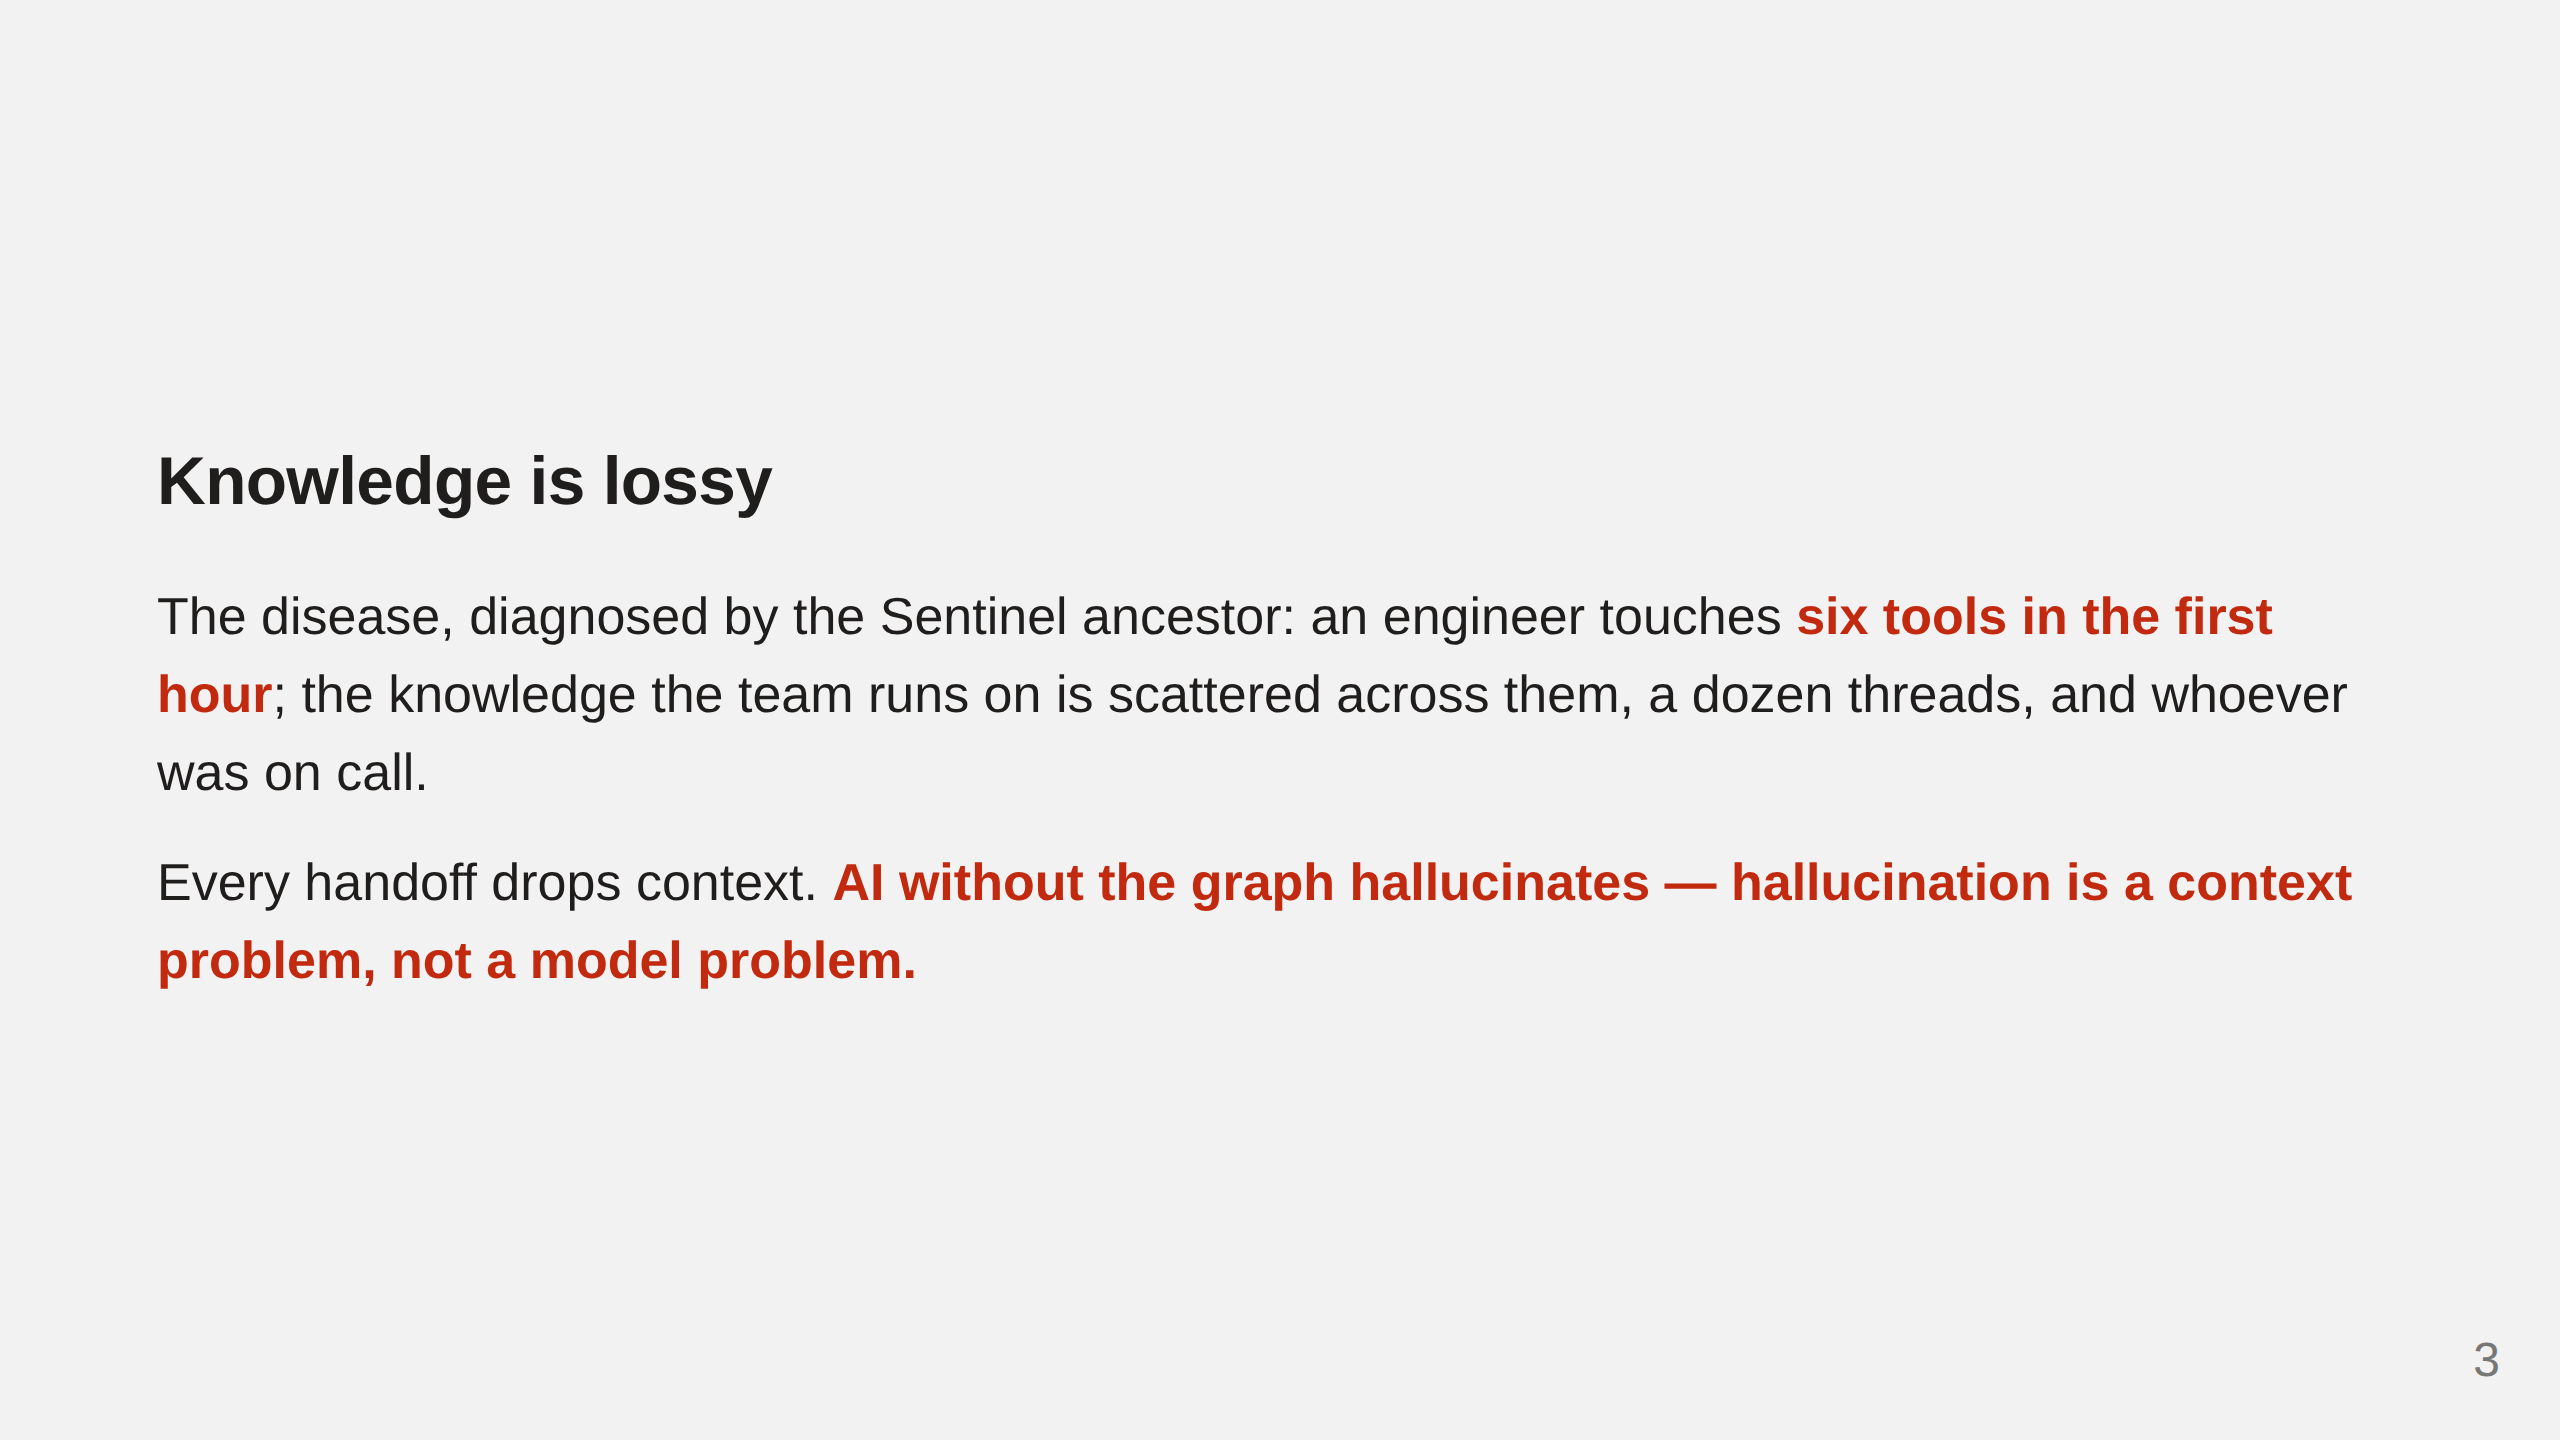 Knowledge is lossy
The disease, diagnosed by the Sentinel ancestor: an engineer touches six tools in the first
hour; the knowledge the team runs on is scattered across them, a dozen threads, and whoever
was on call.
Every handoff drops context. AI without the graph hallucinates — hallucination is a context
problem, not a model problem.
3